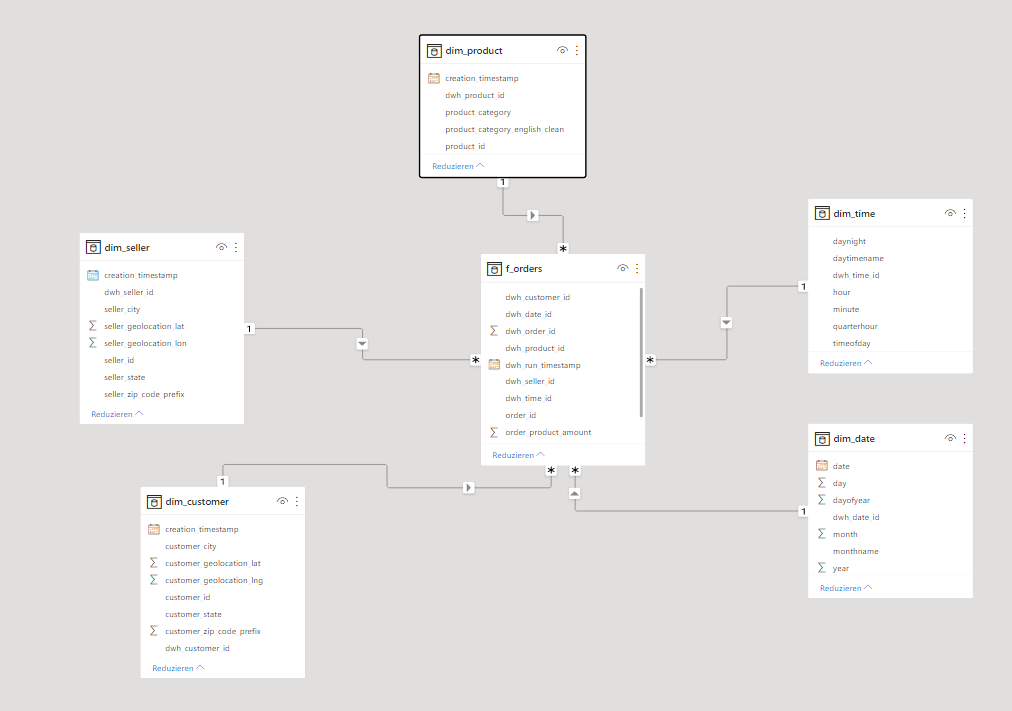 dim_product
creation_timestamp
dwh_product_id
product_category
product_category_english_clean
product_id
Reduzieren
1
*
dim_seller
creation_timestamp
dwh_seller_id
seller_city
seller_geolocation_lat
seller_geolocation_lon
seller_id
seller_state
seller_zip_code_prefix
Reduzieren
1
*
f_orders
dwh_customer_id
dwh_date_id
dwh_order_id
dwh_product_id
dwh_run_timestamp
dwh_seller_id
dwh_time_id
order_id
order_product_amount
Reduzieren
*
*
dim_time
daynight
daytimename
dwh_time_id
hour
minute
quarterhour
timeofday
Reduzieren
1
*
dim_customer
creation_timestamp
customer_city
customer_geolocation_lat
customer_geolocation_lng
customer_id
customer_state
customer_zip_code_prefix
dwh_customer_id
Reduzieren
1
dim_date
date
day
dayofyear
dwh_date_id
month
monthname
year
Reduzieren
1